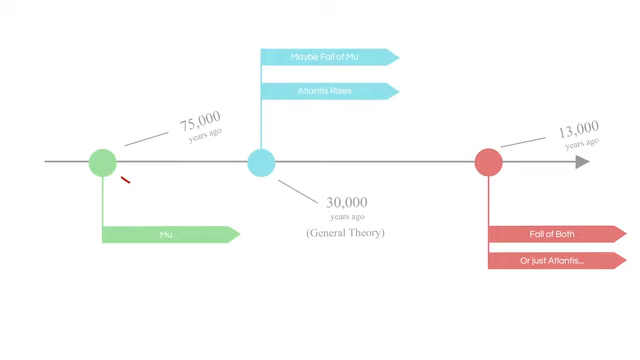 Maybe Fall of Mu
Atlantis Rises
75,000
years ago
13,000
years ago
30,000
years ago
(General Theory)
Mu
Fall of Both
Or just Atlantis...